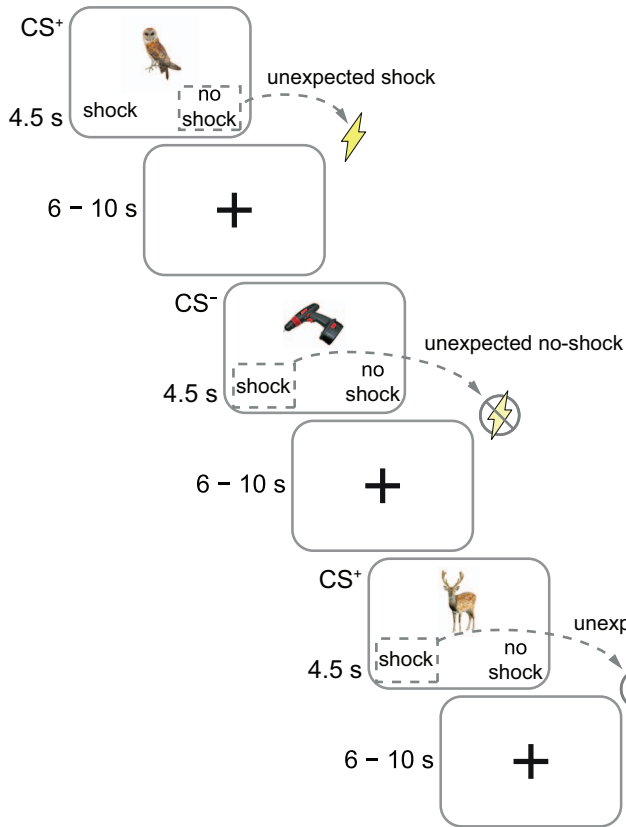 CS+
unexpected shock
shock
no
shock
4.5 s
6 – 10 s
CS-
unexpected no-shock
shock
no
shock
4.5 s
6 – 10 s
CS+
shock
no
shock
4.5 s
6 – 10 s